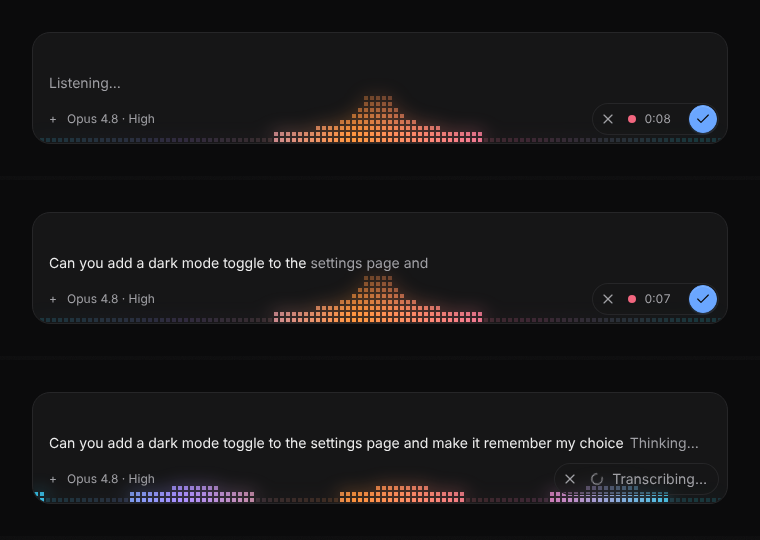 Listening...
+ Opus 4.8 · High
0:08
Can you add a dark mode toggle to the settings page and
+ Opus 4.8 · High
0:07
Can you add a dark mode toggle to the settings page and make it remember my choice Thinking...
+ Opus 4.8 · High
Transcribing...